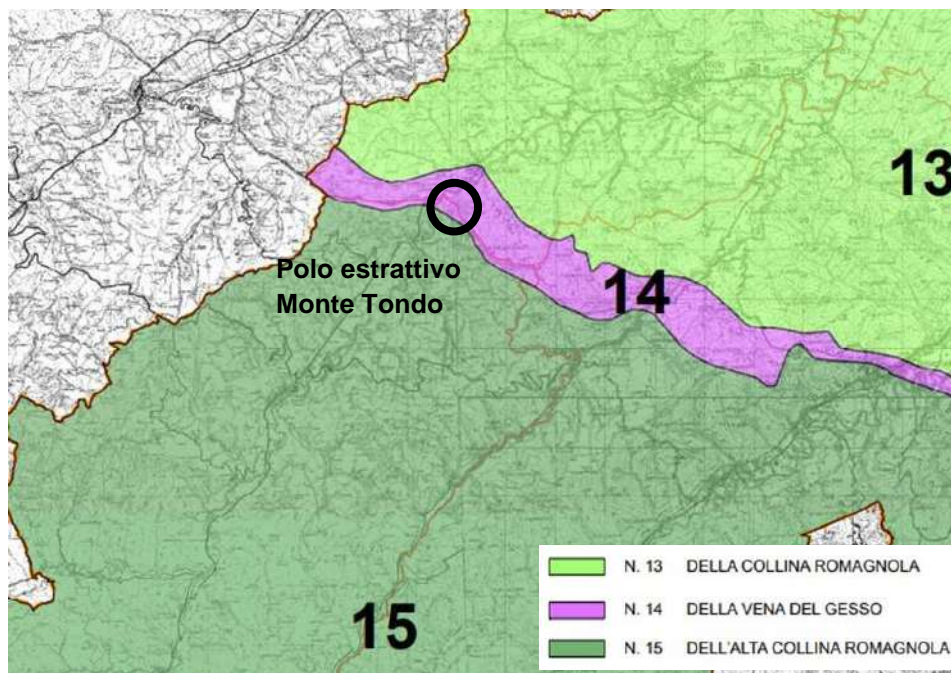 13
14
Polo estrattivo
Monte Tondo
15
N. 13 DELLA COLLINA ROMAGNOLA
N. 14 DELLA VENA DEL GESSO
N. 15 DELL'ALTA COLLINA ROMAGNOLA